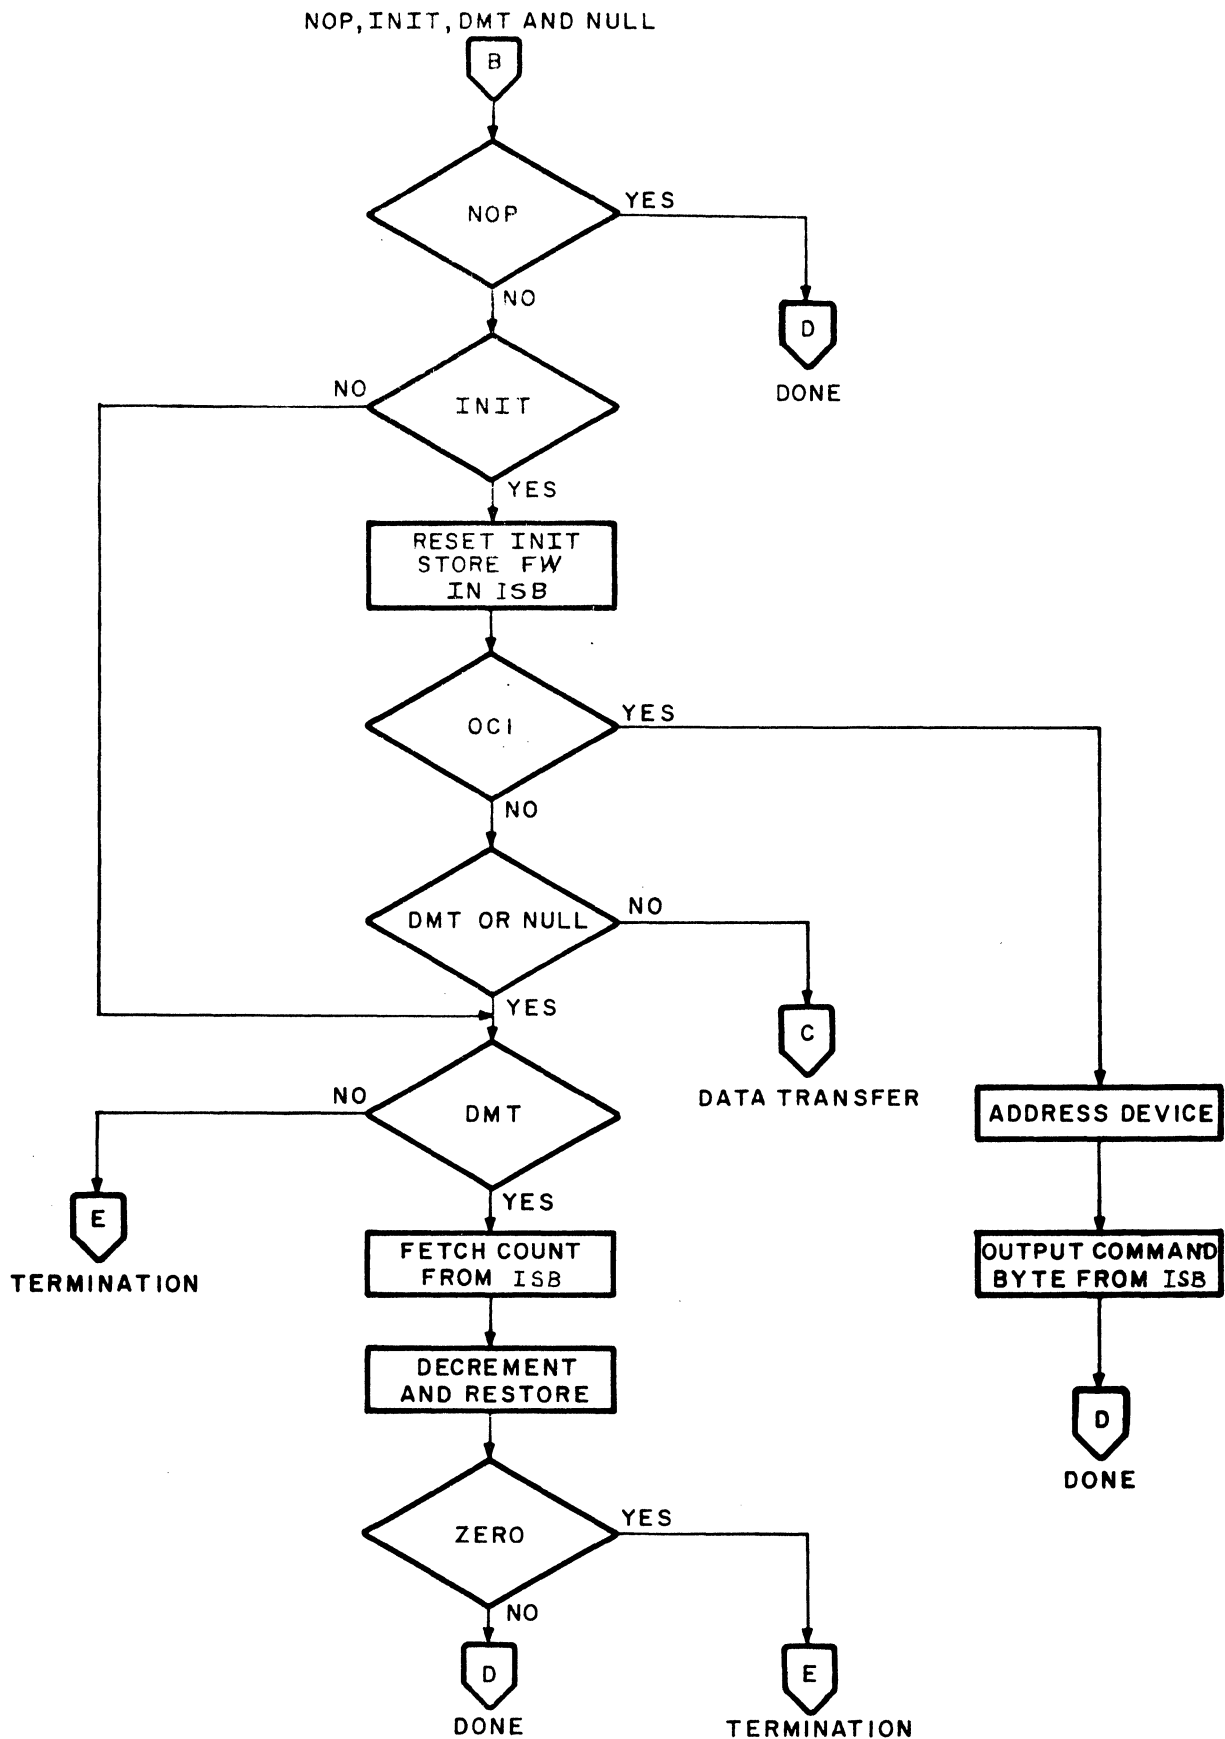 NOP, INIT, DMT AND NULL
B
NOP
YES
NO
D
DONE
INIT
NO
YES
RESET INIT
STORE FW
IN ISB
OCI
YES
NO
DMT OR NULL
NO
YES
C
DATA TRANSFER
ADDRESS DEVICE
DMT
NO
YES
E
TERMINATION
FETCH COUNT
FROM ISB
OUTPUT COMMAND
BYTE FROM ISB
DECREMENT
AND RESTORE
D
DONE
ZERO
YES
NO
D
DONE
E
TERMINATION